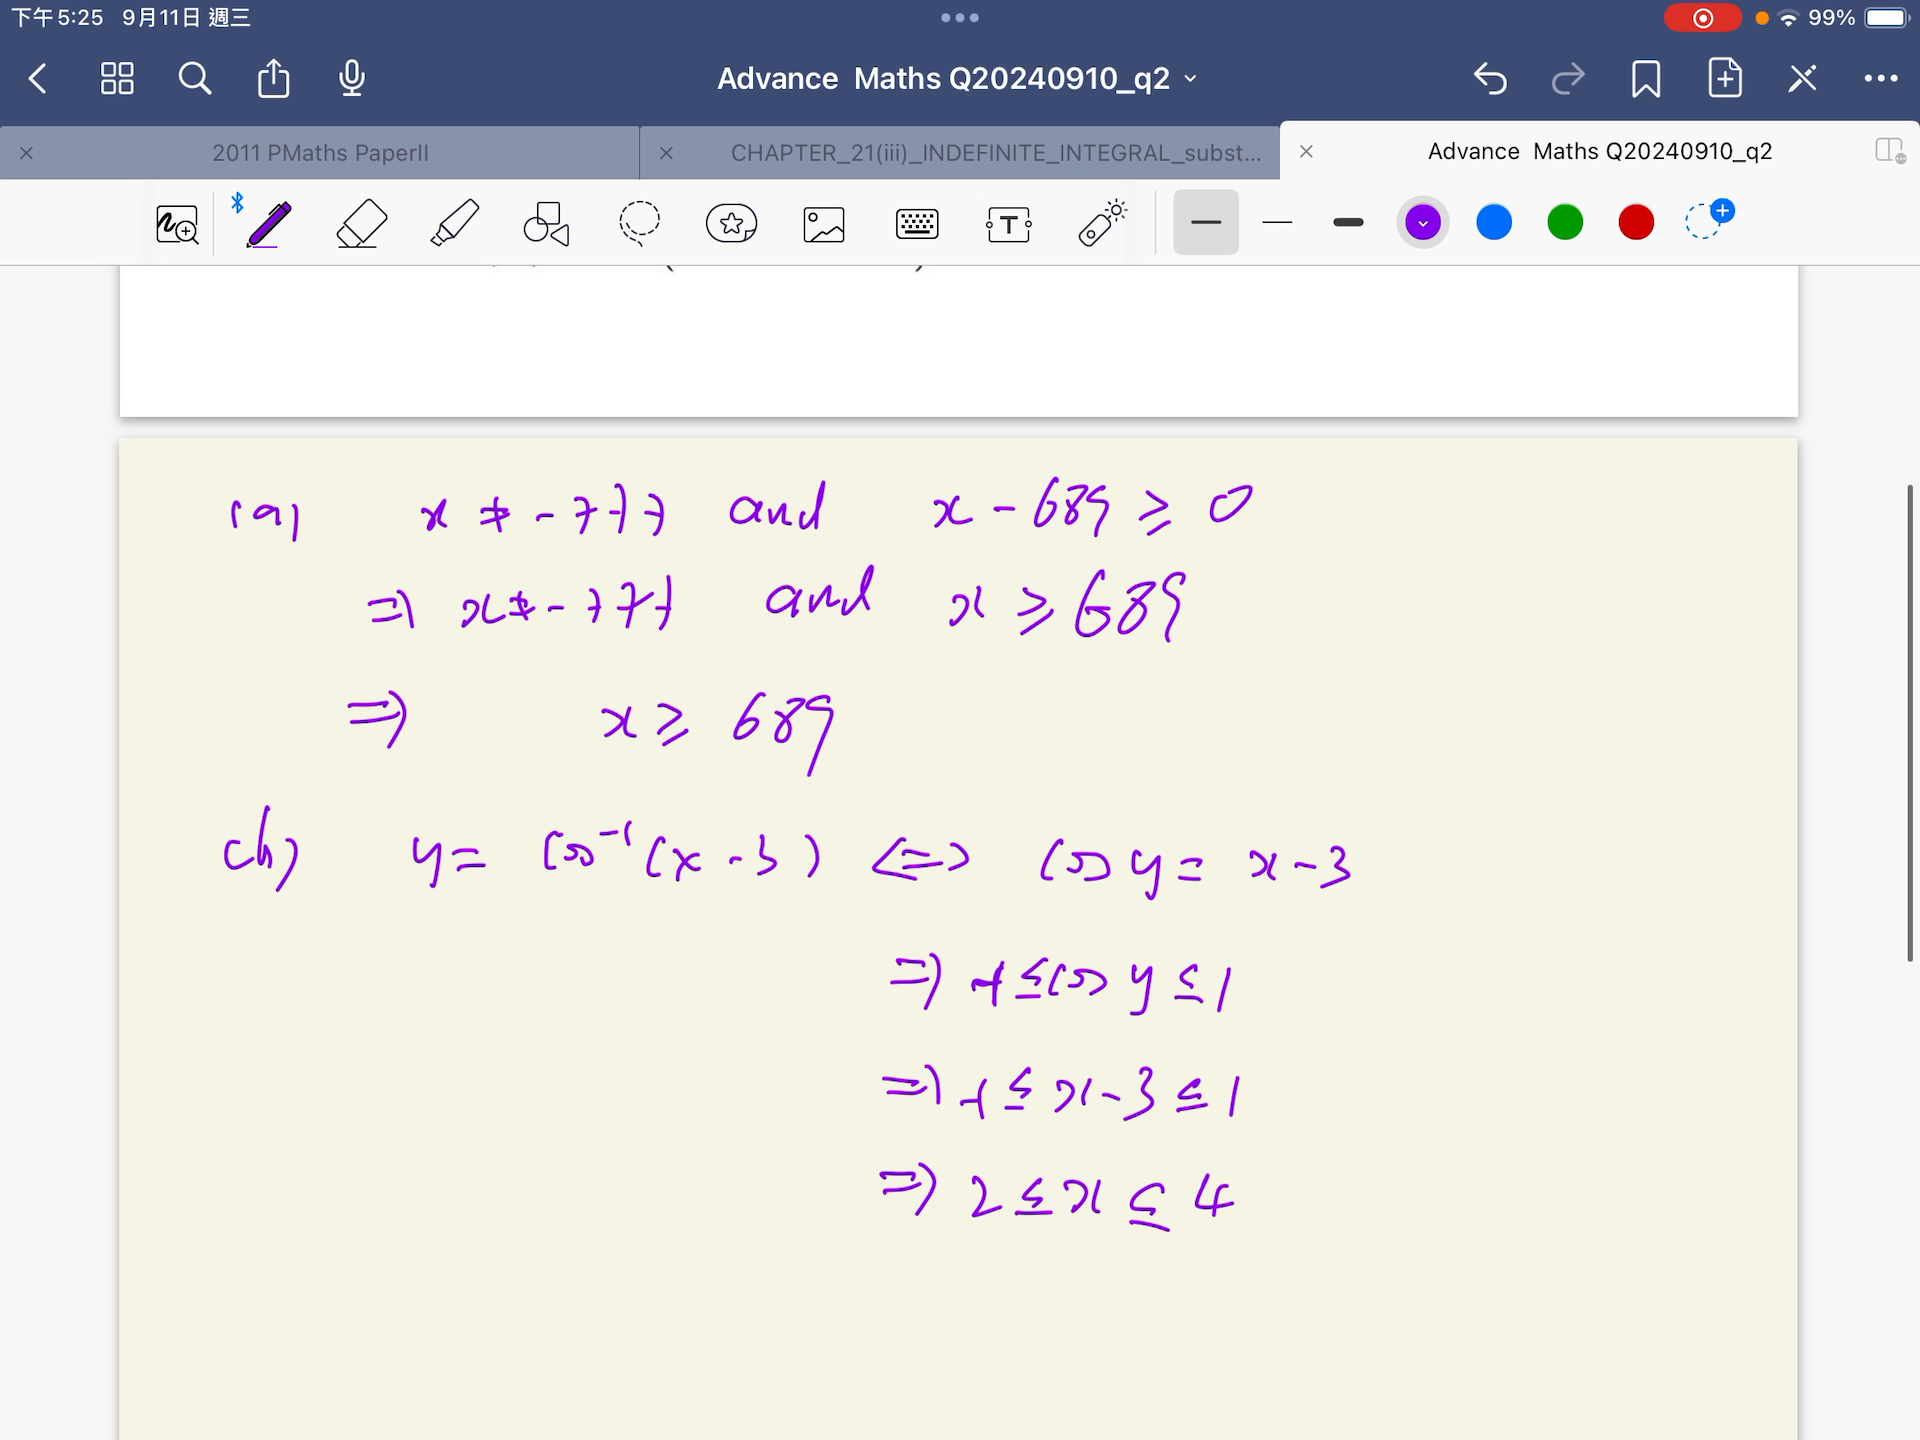 下午5:25 9月11日 週三
99%
Advance Maths Q20240910_q2
2011 PMaths PaperII
CHAPTER_21(iii)_INDEFINITE_INTEGRAL_subst...
Advance Maths Q20240910_q2
T
(a) x ≠ -777 and x - 689 ≥ 0
⇒ x ≠ -777 and x ≥ 689
⇒ x ≥ 689
(b) y = cos⁻¹(x - 3) ⇔ cos y = x - 3
⇒ -1 ≤ cos y ≤ 1
⇒ -1 ≤ x - 3 ≤ 1
⇒ 2 ≤ x ≤ 4